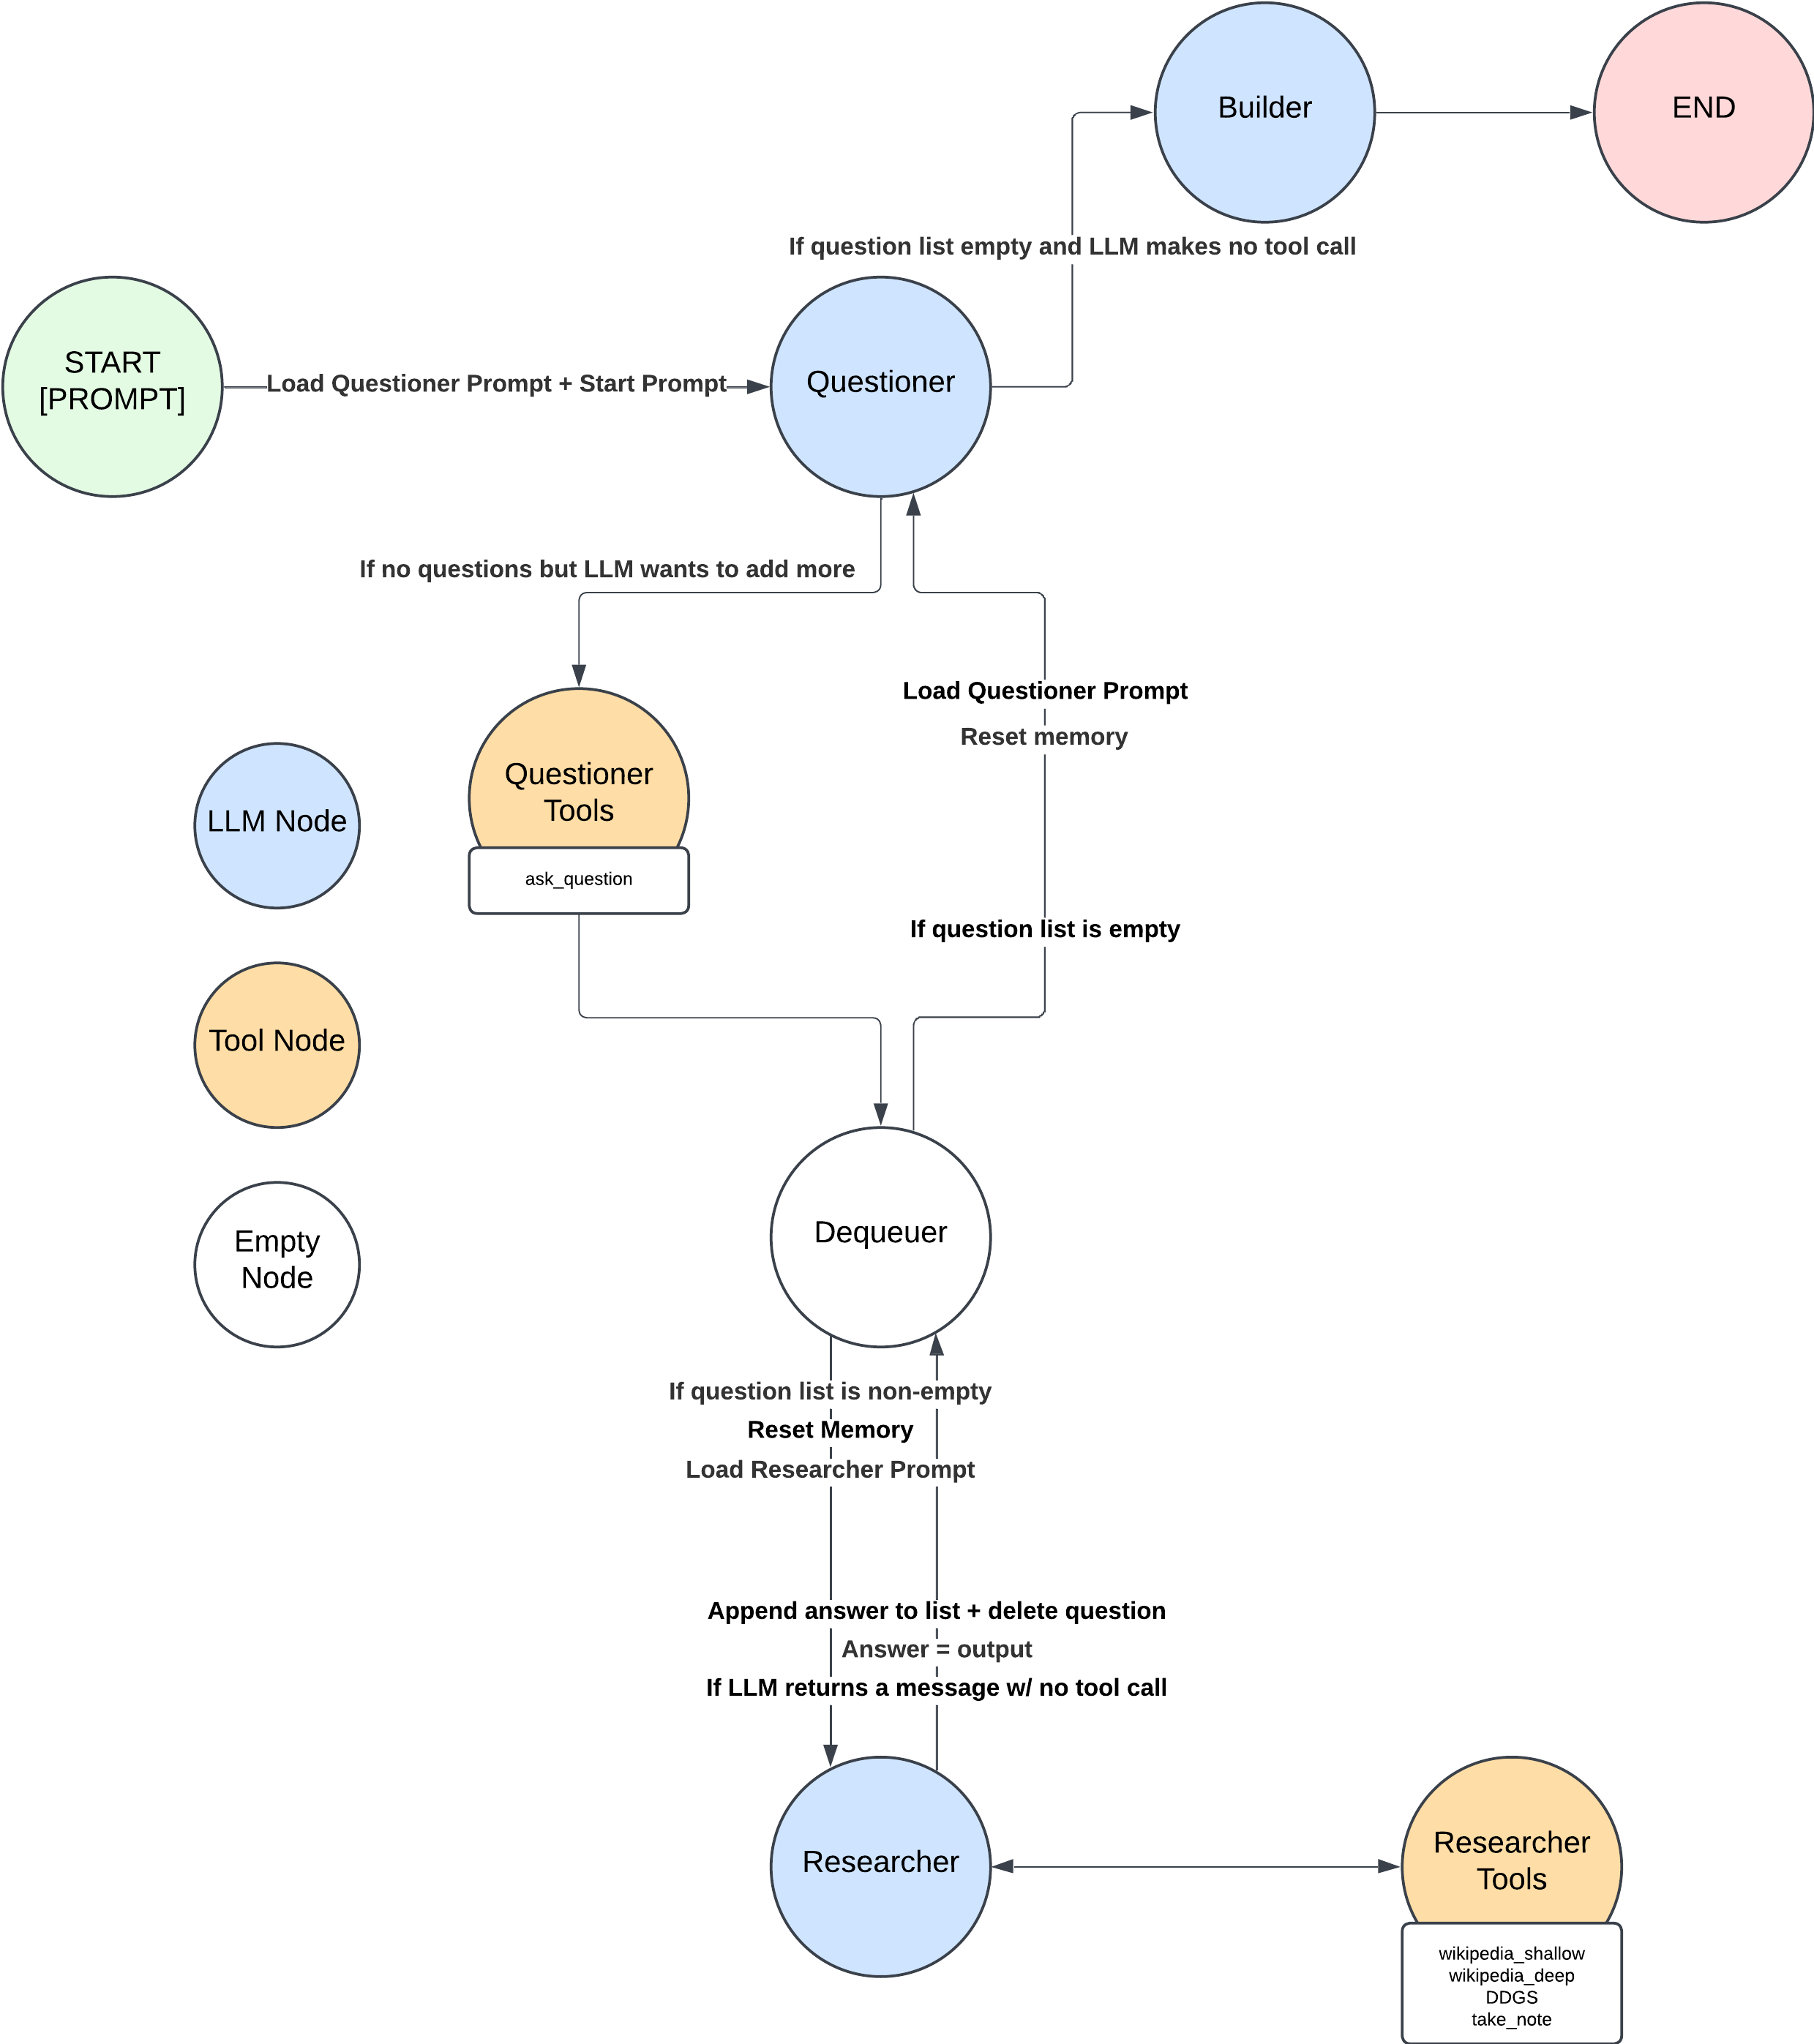 Builder
END
If question list empty and LLM makes no tool call
START
[PROMPT]
Load Questioner Prompt + Start Prompt
Questioner
If no questions but LLM wants to add more
Load Questioner Prompt
Reset memory
Questioner
Tools
ask_question
LLM Node
If question list is empty
Tool Node
Empty
Node
Dequeuer
If question list is non-empty
Reset Memory
Load Researcher Prompt
Append answer to list + delete question
Answer = output
If LLM returns a message w/ no tool call
Researcher
Researcher
Tools
wikipedia_shallow
wikipedia_deep
DDGS
take_note